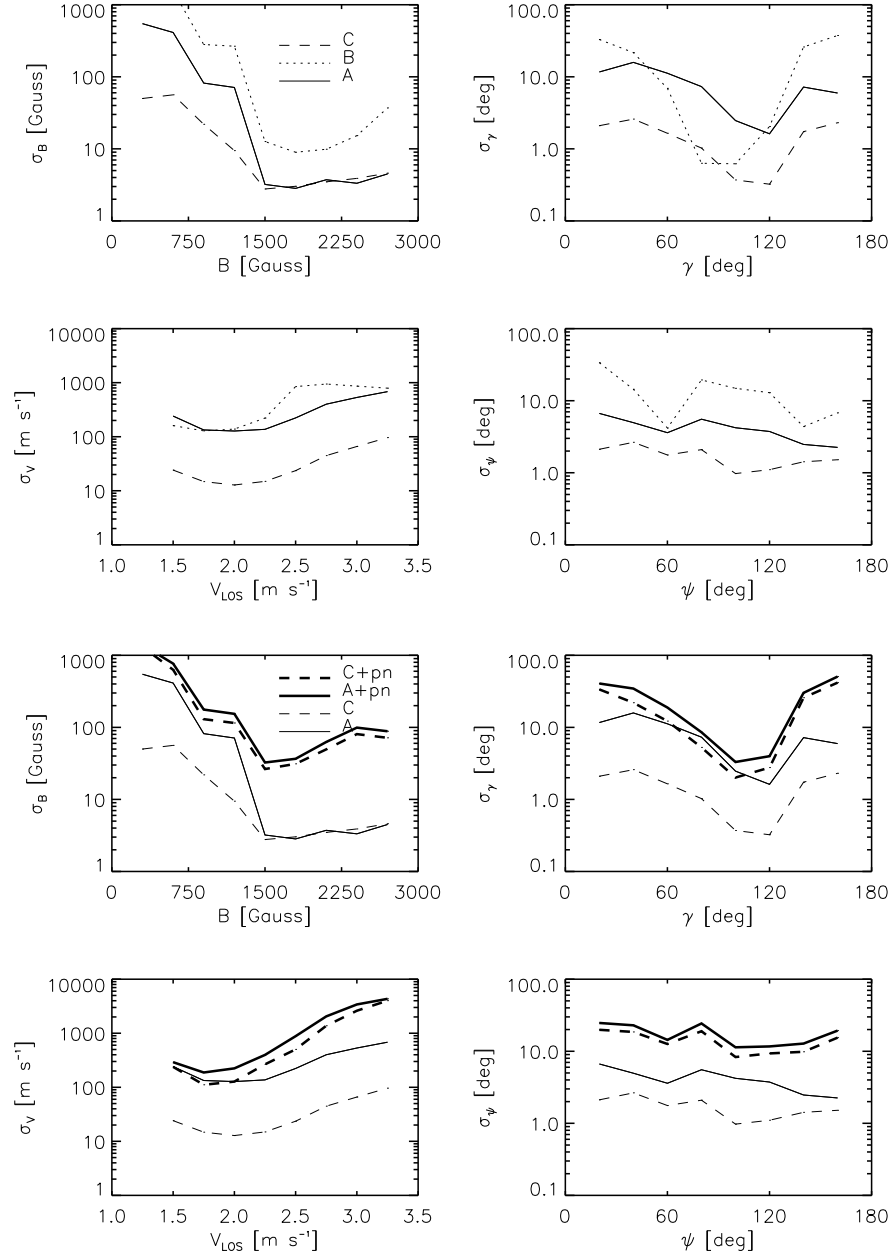 1000
100
10
1
σB [Gauss]
C
B
A
0 750 1500 2250 3000
B [Gauss]
100.0
10.0
1.0
0.1
σγ [deg]
0 60 120 180
γ [deg]
10000
1000
100
10
1
σV [m s⁻¹]
1.0 1.5 2.0 2.5 3.0 3.5
VLOS [m s⁻¹]
100.0
10.0
1.0
0.1
σψ [deg]
0 60 120 180
ψ [deg]
1000
100
10
1
σB [Gauss]
C+pn
A+pn
C
A
0 750 1500 2250 3000
B [Gauss]
100.0
10.0
1.0
0.1
σγ [deg]
0 60 120 180
γ [deg]
10000
1000
100
10
1
σV [m s⁻¹]
1.0 1.5 2.0 2.5 3.0 3.5
VLOS [m s⁻¹]
100.0
10.0
1.0
0.1
σψ [deg]
0 60 120 180
ψ [deg]